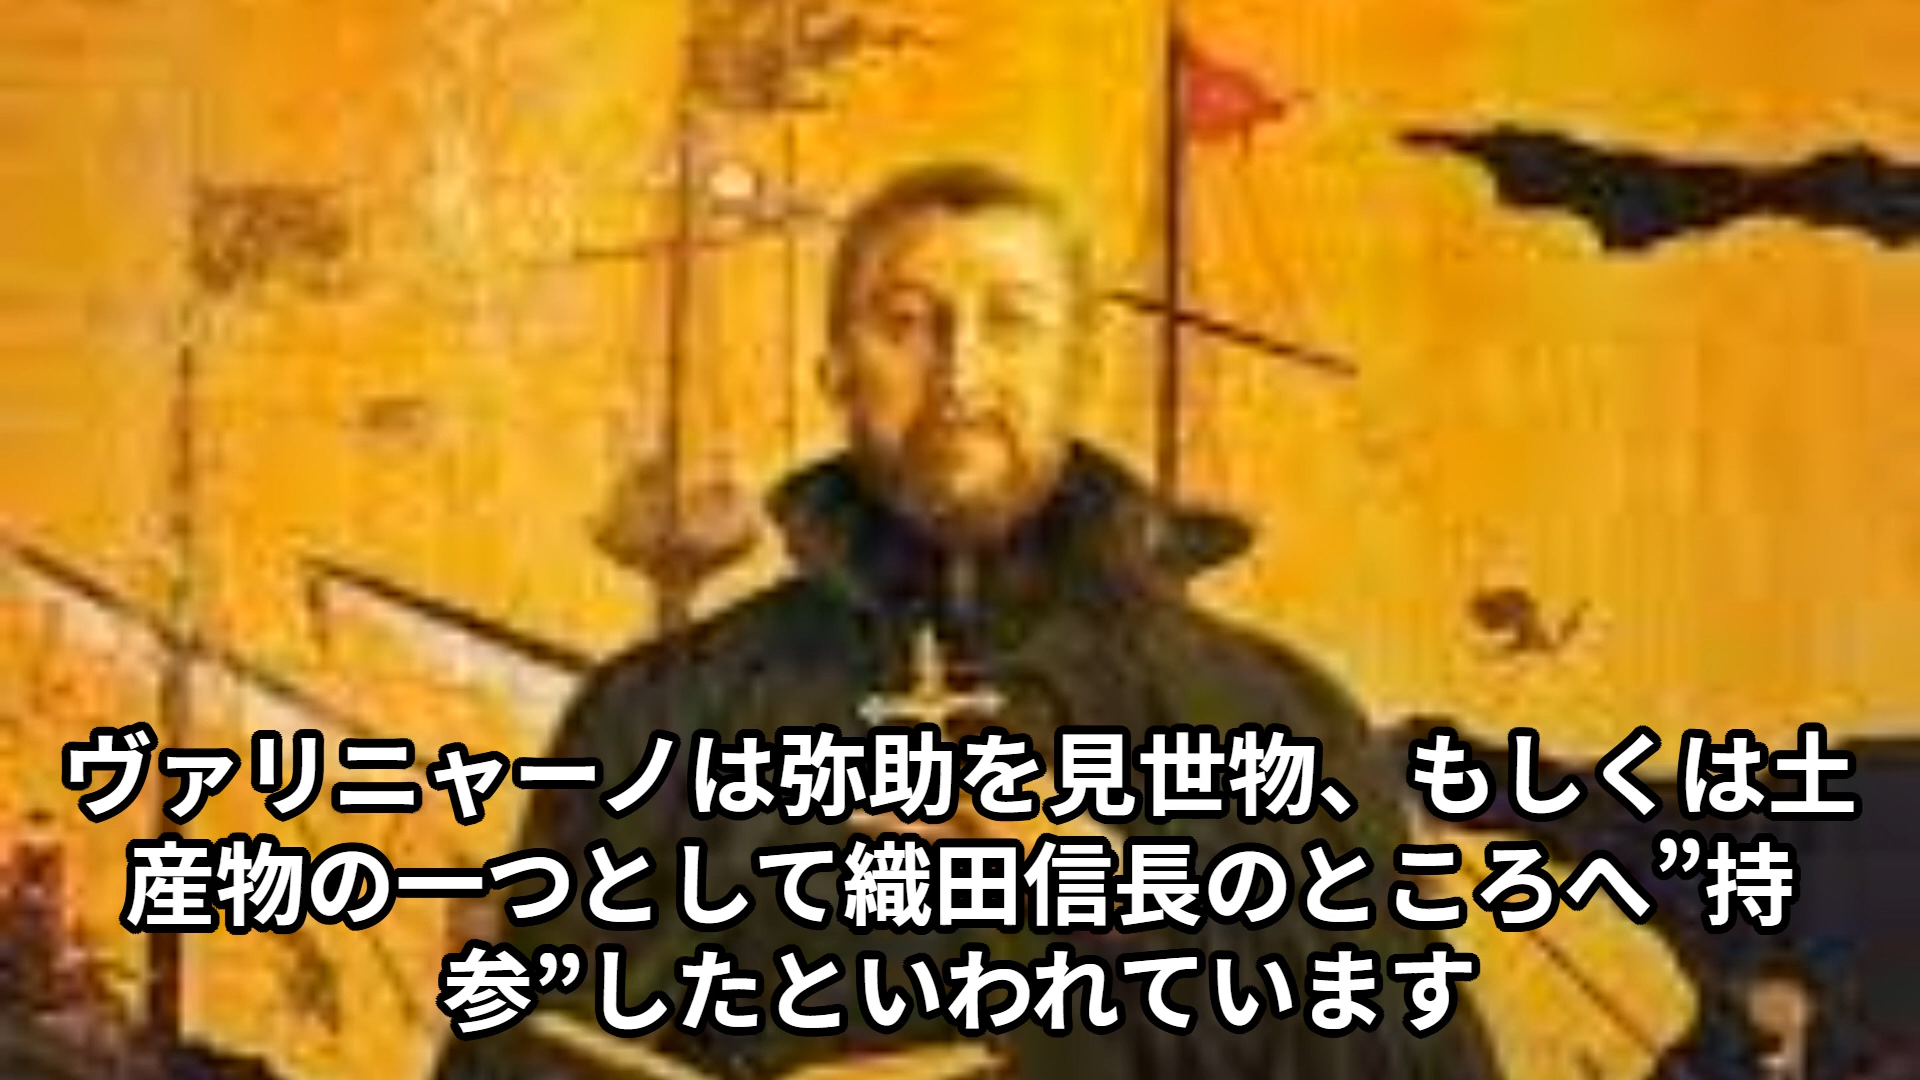 ヴァリニャーノは弥助を見世物、もしくは土
産物の一つとして織田信長のところへ”持
参”したといわれています